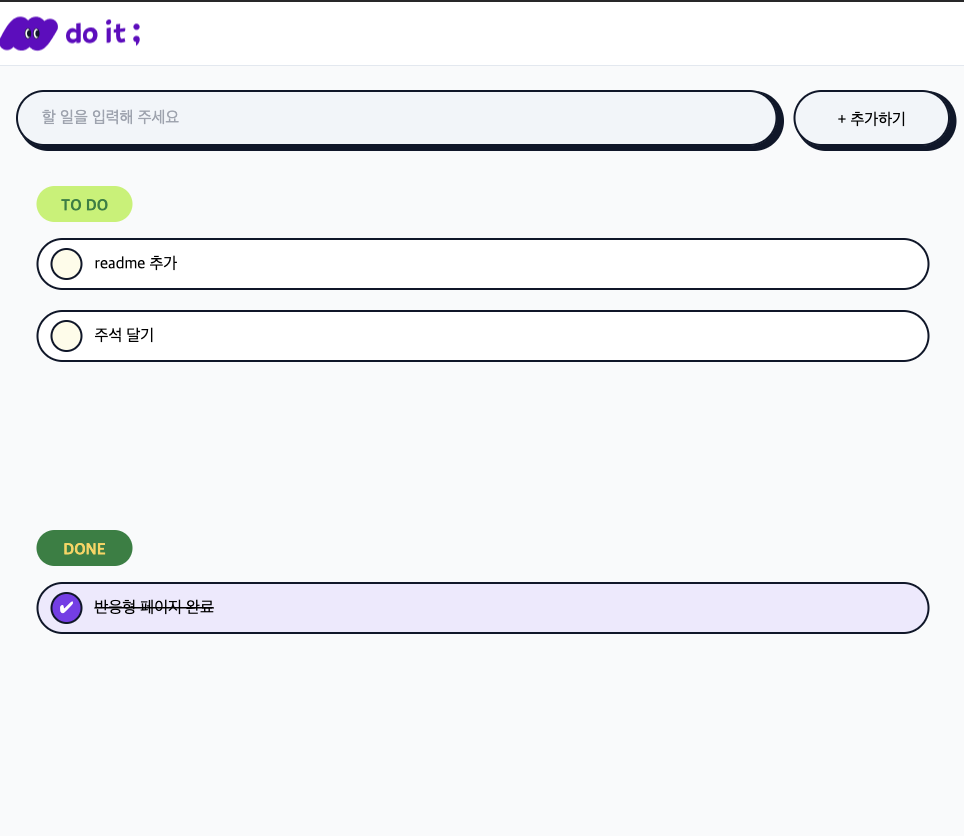 do it ;
할 일을 입력해 주세요
+ 추가하기
TO DO
readme 추가
주석 달기
DONE
반응형 페이지 완료